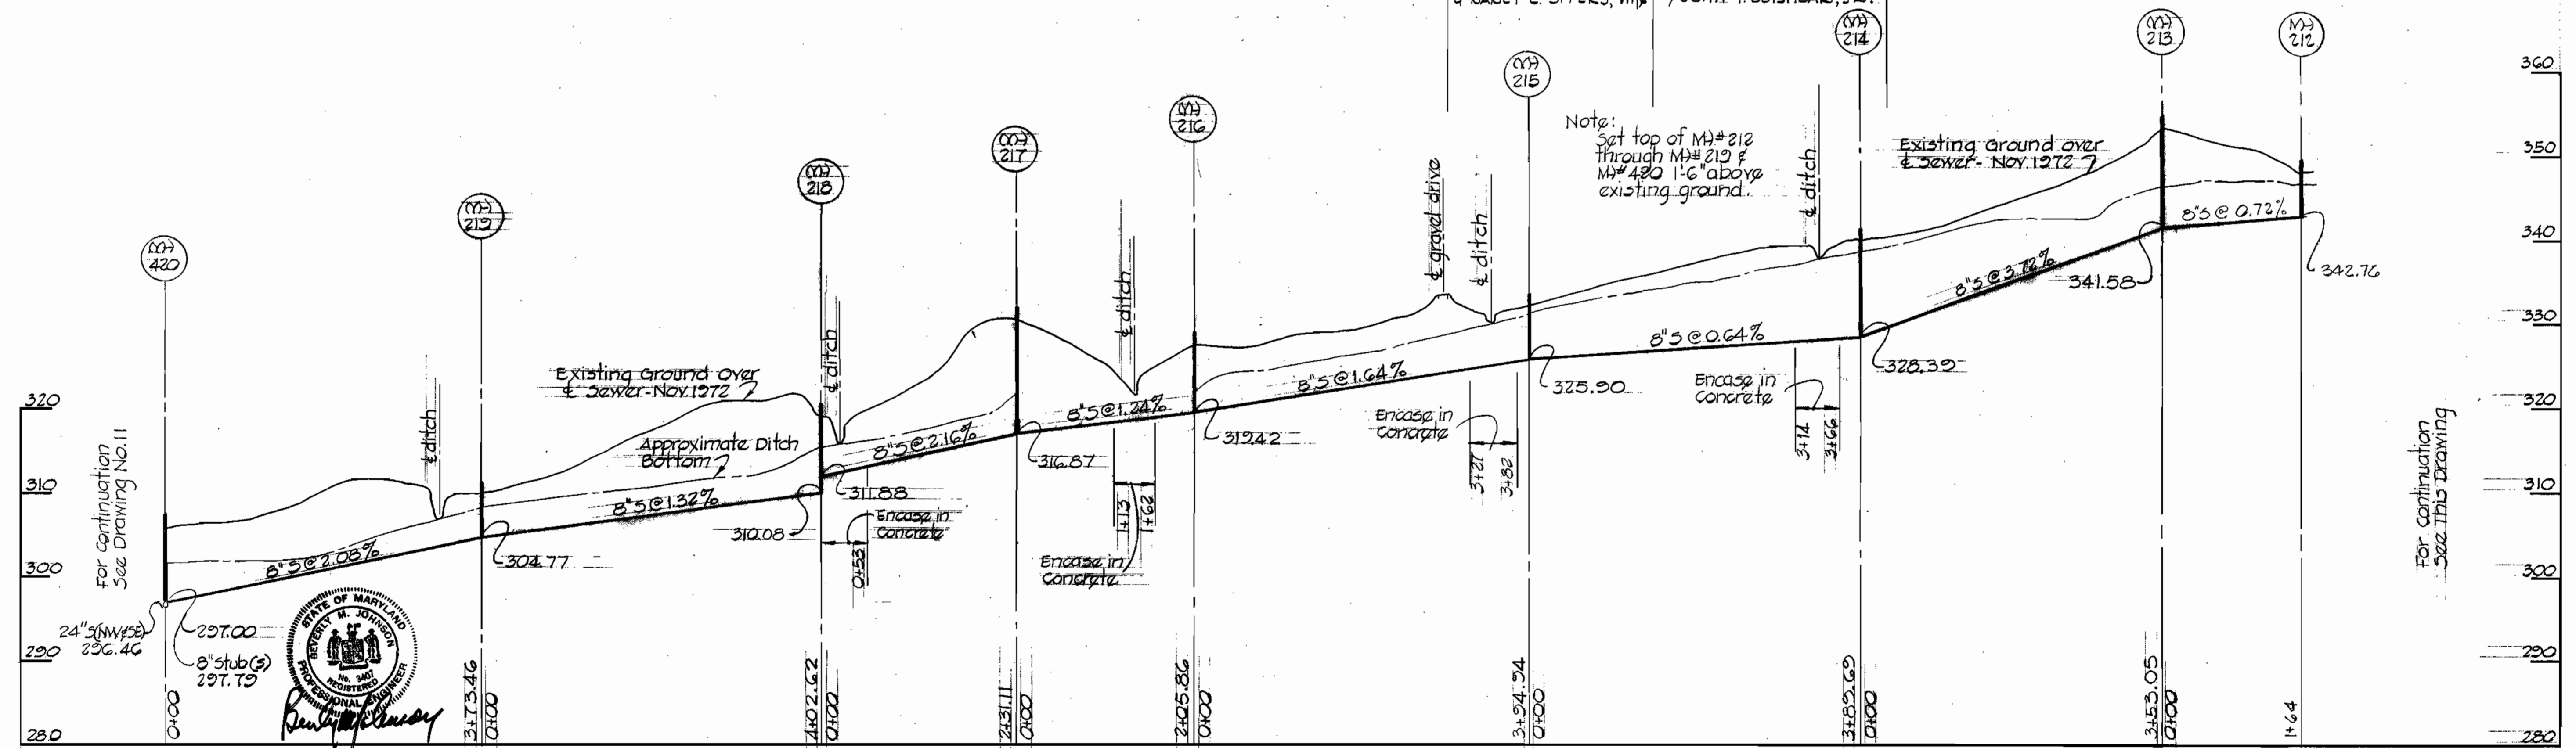 MH
420
MH
219
MH
218
MH
217
MH
216
MH
215
MH
214
MH
213
MH
212
Note:
Set top of MH#212
through MH#219 &
MH#420 1'-6" above
existing ground.
Existing Ground over
℄ Sewer - Nov. 1972
Existing Ground Over
℄ Sewer - Nov. 1972
Approximate Ditch
Bottom
℄ ditch
℄ ditch
℄ ditch
℄ gravel drive
℄ ditch
℄ ditch
8"S @ 2.08%
8"S @ 1.32%
8"S @ 2.16%
8"S @ 1.24%
8"S @ 1.64%
8"S @ 0.64%
8"S @ 3.72%
8"S @ 0.72%
297.00
304.77
310.08
311.88
316.87
319.42
325.90
328.39
341.58
342.76
24"S (NW & SE)
296.46
8" stub (S)
297.79
Encase in
Concrete
0+53
Encase in
Concrete
1+13
1+62
Encase in
Concrete
3+27
3+82
Encase in
Concrete
3+14
3+66
For Continuation
See Drawing No. 11
For Continuation
See This Drawing
320
310
300
290
280
360
350
340
330
320
310
300
290
280
0+00
3+73.46
0+00
4+02.62
0+00
2+31.11
0+00
2+05.86
0+00
3+94.94
0+00
3+89.69
0+00
3+53.05
0+00
1+64
STATE OF MARYLAND
BEVERLY M. JOHNSON
No. 3407
REGISTERED
PROFESSIONAL ENGINEER